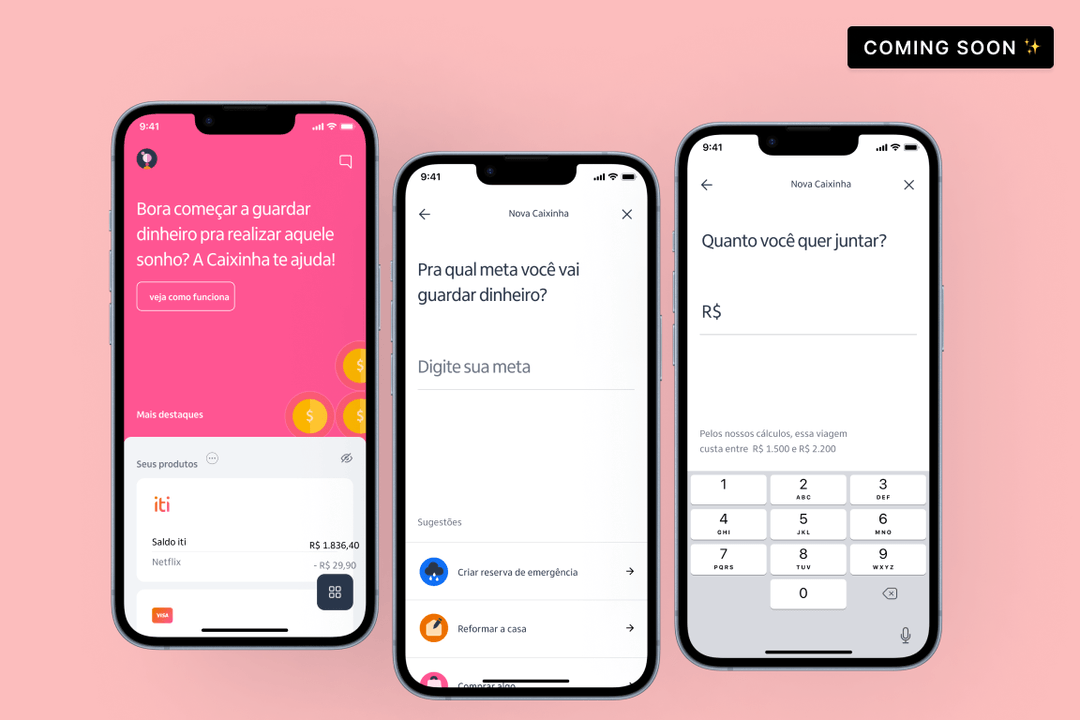 COMING SOON ✨
9:41
Bora começar a guardar
dinheiro pra realizar aquele
sonho? A Caixinha te ajuda!
veja como funciona
$
$
$
Mais destaques
Seus produtos
iti
Saldo iti
R$ 1.836,40
Netflix
- R$ 29,90
VISA
9:41
Nova Caixinha
Pra qual meta você vai
guardar dinheiro?
Digite sua meta
Sugestões
Criar reserva de emergência
Reformar a casa
Comprar algo
9:41
Nova Caixinha
Quanto você quer juntar?
R$
Pelos nossos cálculos, essa viagem
custa entre R$ 1.500 e R$ 2.200
1 2 3
ABC DEF
4 5 6
GHI JKL MNO
7 8 9
PQRS TUV WXYZ
0